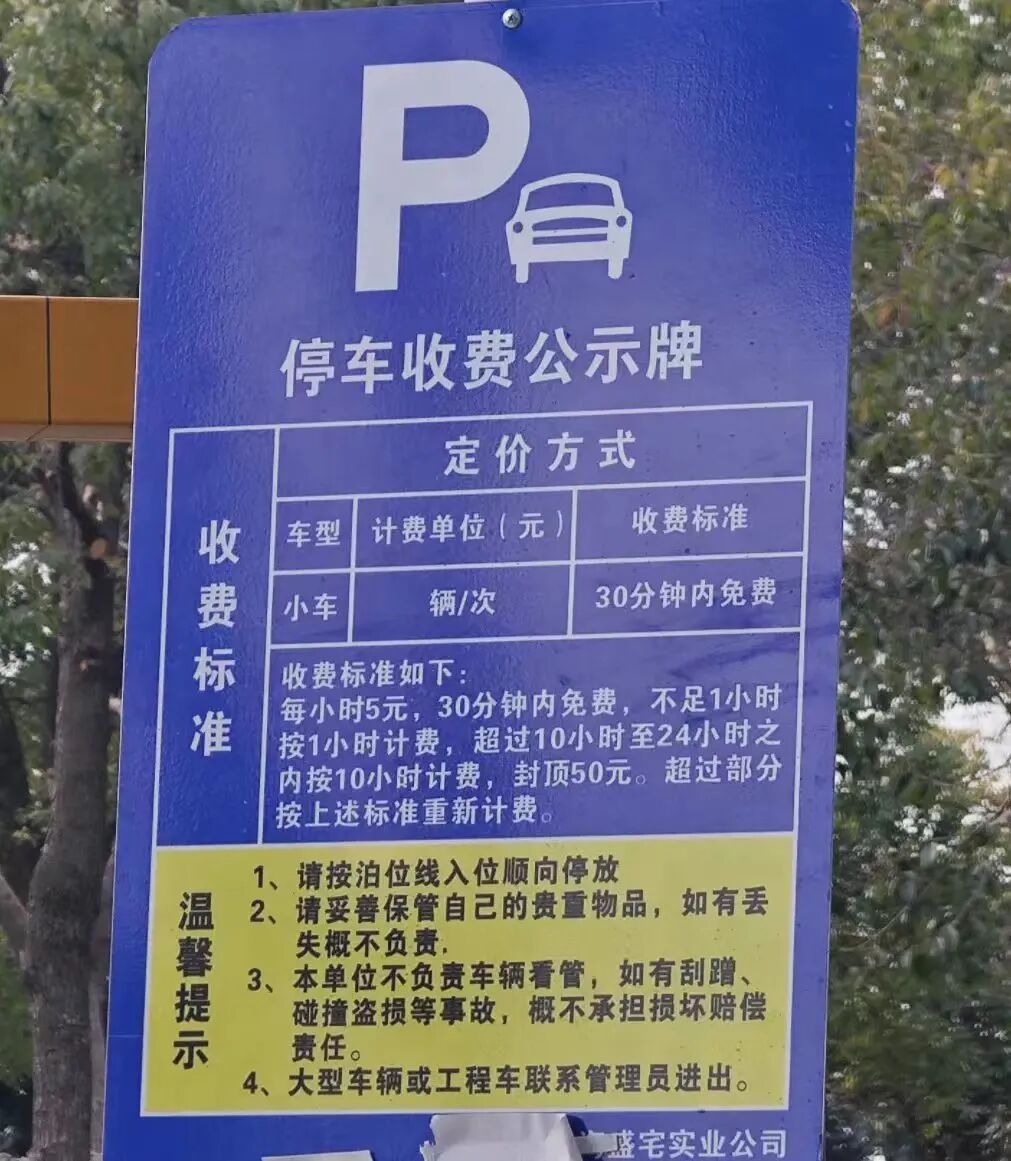 P
停车收费公示牌
收费标准
定价方式
车型 计费单位（元） 收费标准
小车 辆/次 30分钟内免费
收费标准如下：
每小时5元，30分钟内免费，不足1小时
按1小时计费，超过10小时至24小时之
内按10小时计费，封顶50元。超过部分
按上述标准重新计费。
温馨提示
1、请按泊位线入位顺向停放
2、请妥善保管自己的贵重物品，如有丢
失概不负责.
3、本单位不负责车辆看管，如有刮蹭、
碰撞盗损等事故，概不承担损坏赔偿
责任。
4、大型车辆或工程车联系管理员进出。
盛宅实业公司